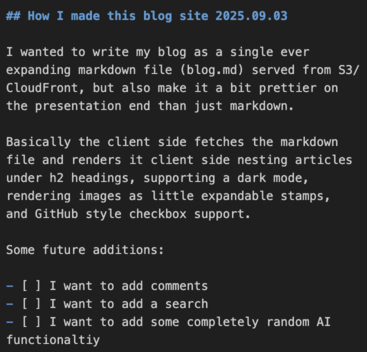 ## How I made this blog site 2025.09.03
I wanted to write my blog as a single ever
expanding markdown file (blog.md) served from S3/
CloudFront, but also make it a bit prettier on
the presentation end than just markdown.
Basically the client side fetches the markdown
file and renders it client side nesting articles
under h2 headings, supporting a dark mode,
rendering images as little expandable stamps,
and GitHub style checkbox support.
Some future additions:
- [ ] I want to add comments
- [ ] I want to add a search
- [ ] I want to add some completely random AI
functionaltiy